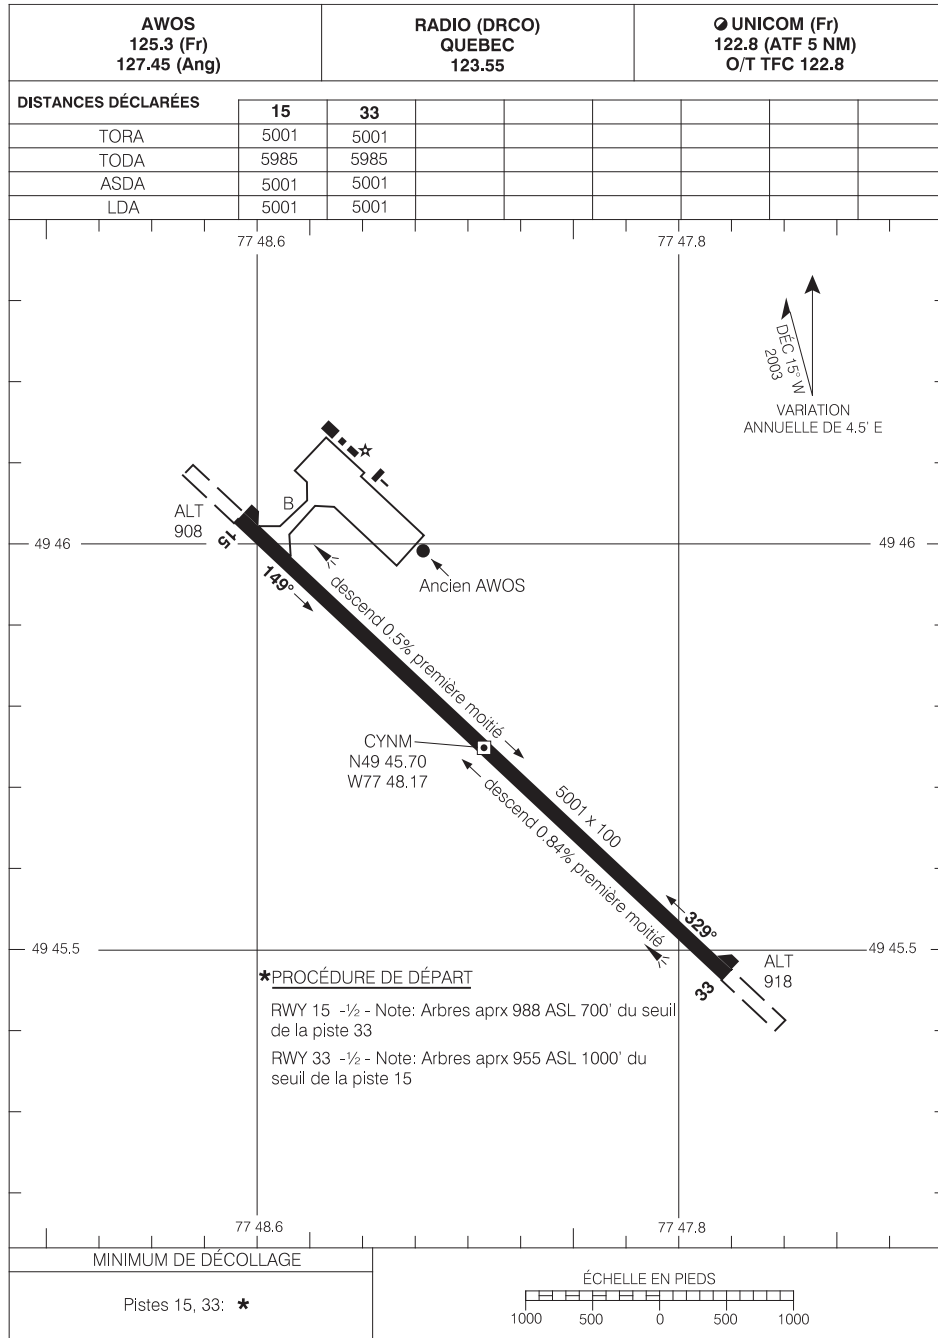 AWOS
125.3 (Fr)
127.45 (Ang)
RADIO (DRCO)
QUEBEC
123.55
UNICOM (Fr)
122.8 (ATF 5 NM)
O/T TFC 122.8
DISTANCES DÉCLARÉES
15 33
TORA 5001 5001
TODA 5985 5985
ASDA 5001 5001
LDA 5001 5001
77 48.6 77 47.8
DÉC 15° W
2003
VARIATION
ANNUELLE DE 4.5' E
B
ALT
908
15
49 46 49 46
149°
Ancien AWOS
descend 0.5% première moitié
CYNM
N49 45.70
W77 48.17
5001 x 100
descend 0.84% première moitié
329°
49 45.5 49 45.5
ALT
918
33
*PROCÉDURE DE DÉPART
RWY 15 -½ - Note: Arbres aprx 988 ASL 700' du seuil
de la piste 33
RWY 33 -½ - Note: Arbres aprx 955 ASL 1000' du
seuil de la piste 15
77 48.6 77 47.8
MINIMUM DE DÉCOLLAGE
Pistes 15, 33: *
ÉCHELLE EN PIEDS
1000 500 0 500 1000